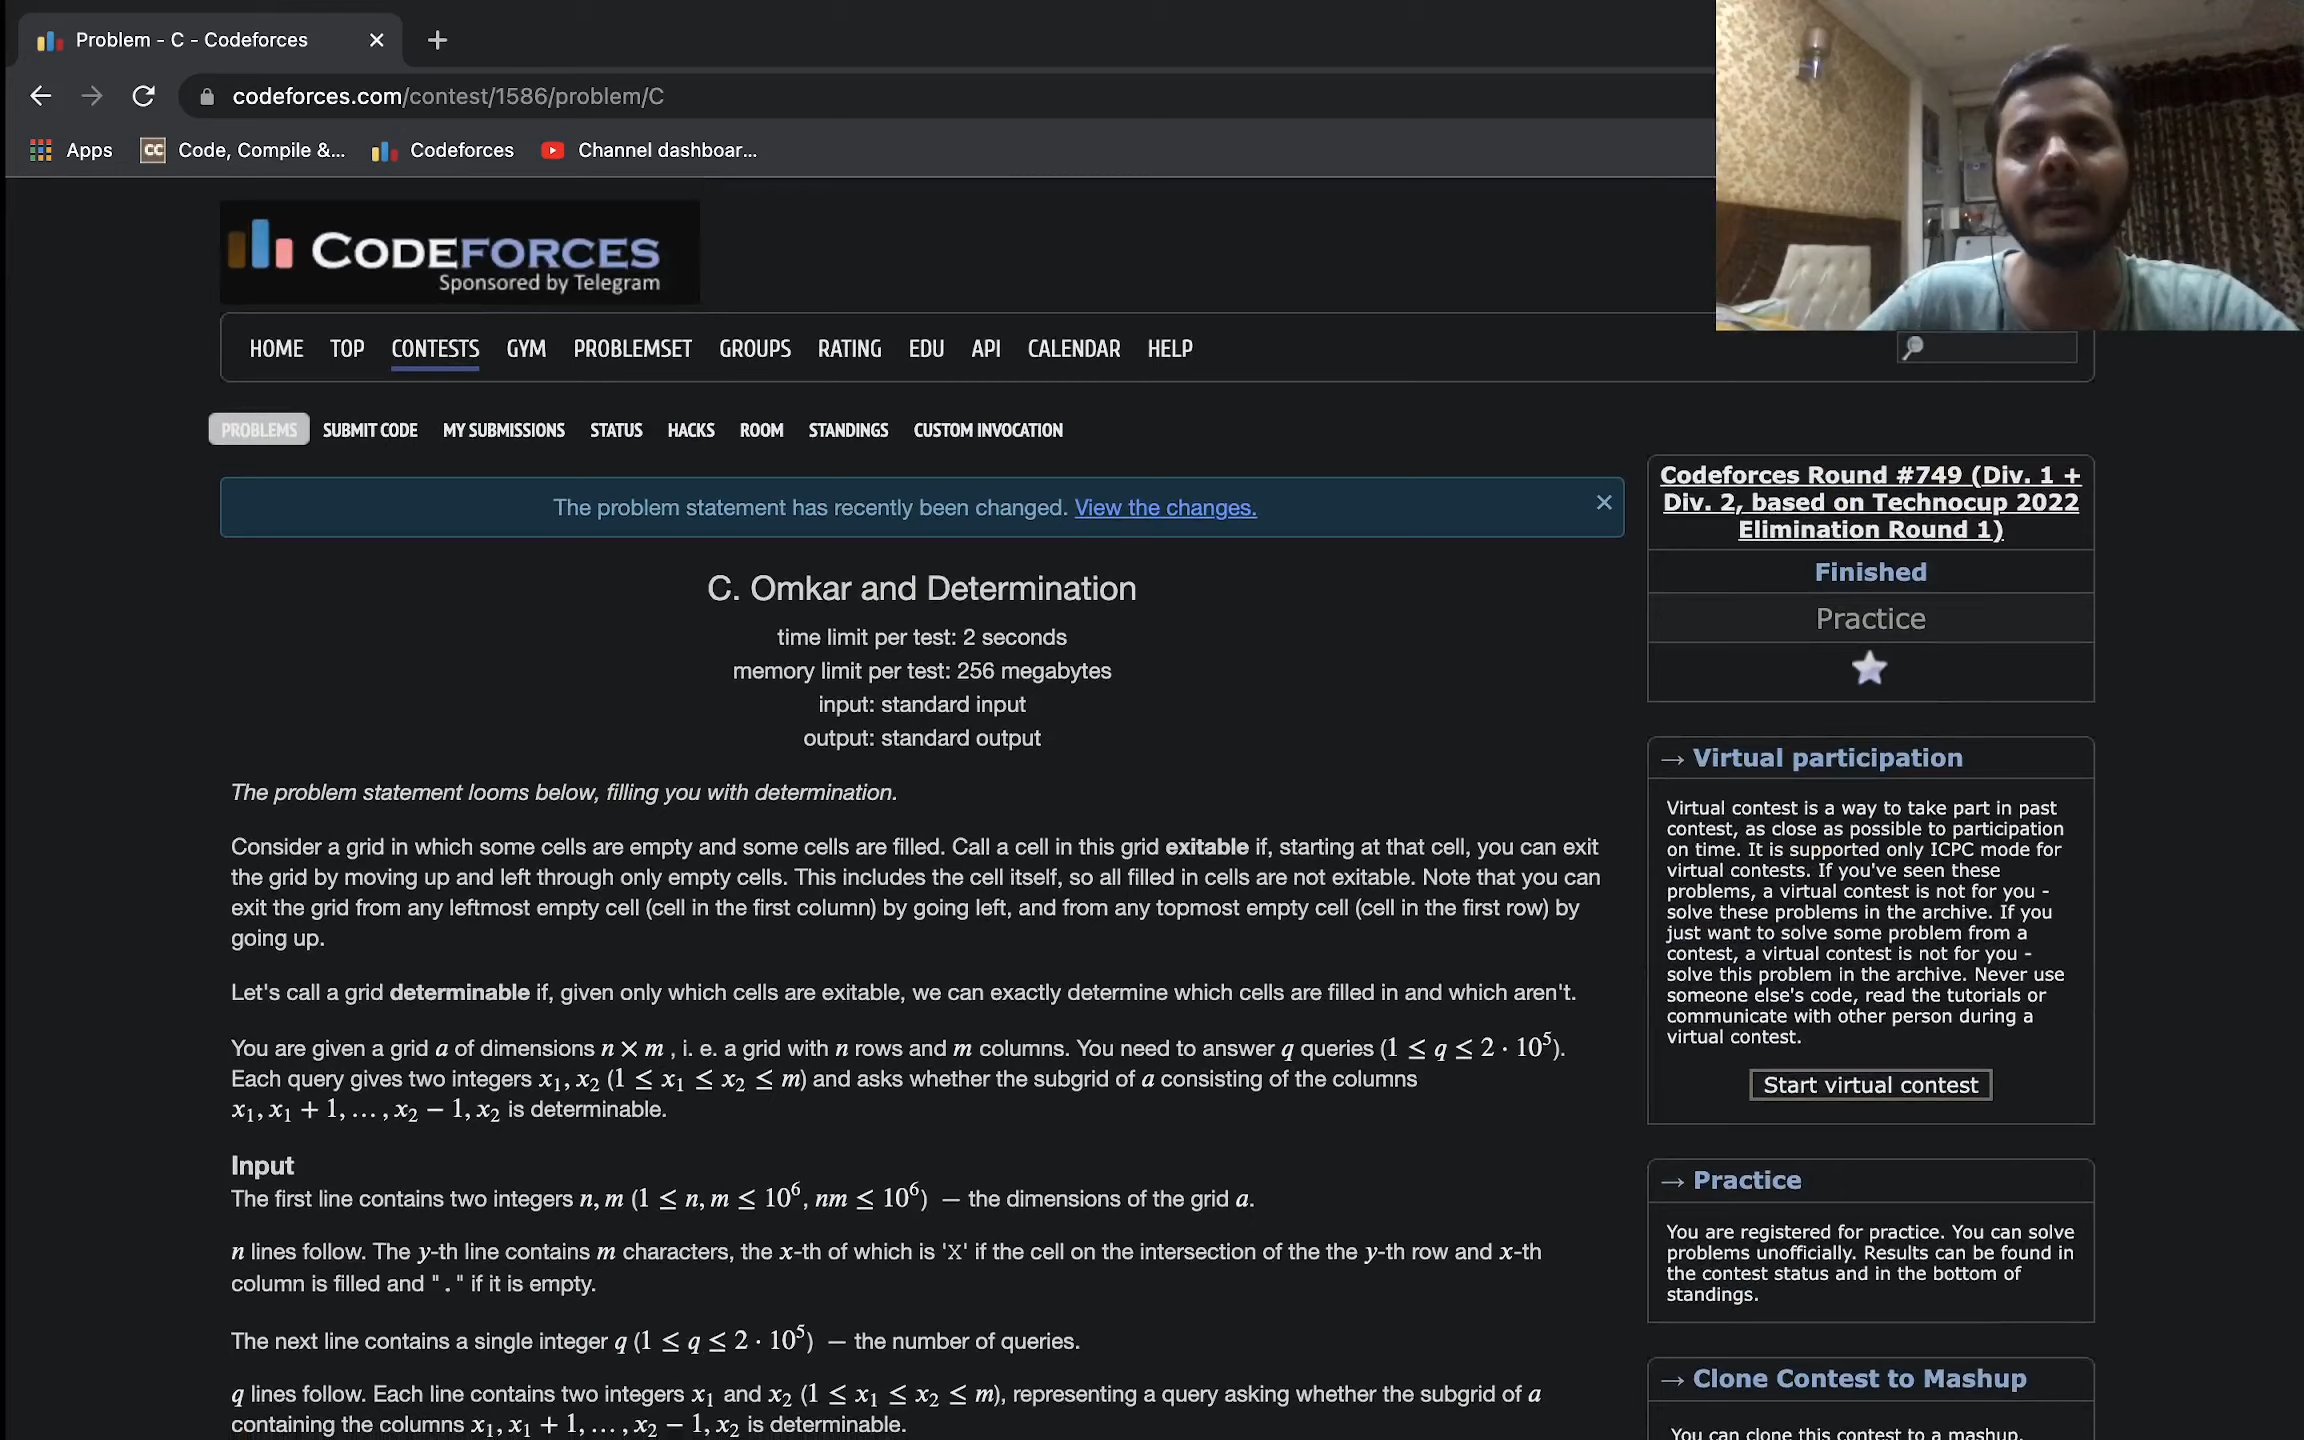 Problem - C - Codeforces
codeforces.com/contest/1586/problem/C
Apps
CC
Code, Compile &...
Codeforces
Channel dashboar...
CODEFORCES
Sponsored by Telegram
HOME TOP CONTESTS GYM PROBLEMSET GROUPS RATING EDU API CALENDAR HELP
PROBLEMS SUBMIT CODE MY SUBMISSIONS STATUS HACKS ROOM STANDINGS CUSTOM INVOCATION
The problem statement has recently been changed. View the changes.
C. Omkar and Determination
time limit per test: 2 seconds
memory limit per test: 256 megabytes
input: standard input
output: standard output
The problem statement looms below, filling you with determination.
Consider a grid in which some cells are empty and some cells are filled. Call a cell in this grid exitable if, starting at that cell, you can exit
the grid by moving up and left through only empty cells. This includes the cell itself, so all filled in cells are not exitable. Note that you can
exit the grid from any leftmost empty cell (cell in the first column) by going left, and from any topmost empty cell (cell in the first row) by
going up.
Let's call a grid determinable if, given only which cells are exitable, we can exactly determine which cells are filled in and which aren't.
You are given a grid a of dimensions n × m , i. e. a grid with n rows and m columns. You need to answer q queries (1 ≤ q ≤ 2 · 10⁵).
Each query gives two integers x₁, x₂ (1 ≤ x₁ ≤ x₂ ≤ m) and asks whether the subgrid of a consisting of the columns
x₁, x₁ + 1, … , x₂ − 1, x₂ is determinable.
Input
The first line contains two integers n, m (1 ≤ n, m ≤ 10⁶, nm ≤ 10⁶) — the dimensions of the grid a.
n lines follow. The y-th line contains m characters, the x-th of which is 'X' if the cell on the intersection of the the y-th row and x-th
column is filled and "." if it is empty.
The next line contains a single integer q (1 ≤ q ≤ 2 · 10⁵) — the number of queries.
q lines follow. Each line contains two integers x₁ and x₂ (1 ≤ x₁ ≤ x₂ ≤ m), representing a query asking whether the subgrid of a
containing the columns x₁, x₁ + 1, … , x₂ − 1, x₂ is determinable.
Codeforces Round #749 (Div. 1 +
Div. 2, based on Technocup 2022
Elimination Round 1)
Finished
Practice
→ Virtual participation
Virtual contest is a way to take part in past
contest, as close as possible to participation
on time. It is supported only ICPC mode for
virtual contests. If you've seen these
problems, a virtual contest is not for you -
solve these problems in the archive. If you
just want to solve some problem from a
contest, a virtual contest is not for you -
solve this problem in the archive. Never use
someone else's code, read the tutorials or
communicate with other person during a
virtual contest.
Start virtual contest
→ Practice
You are registered for practice. You can solve
problems unofficially. Results can be found in
the contest status and in the bottom of
standings.
→ Clone Contest to Mashup
You can clone this contest to a mashup.